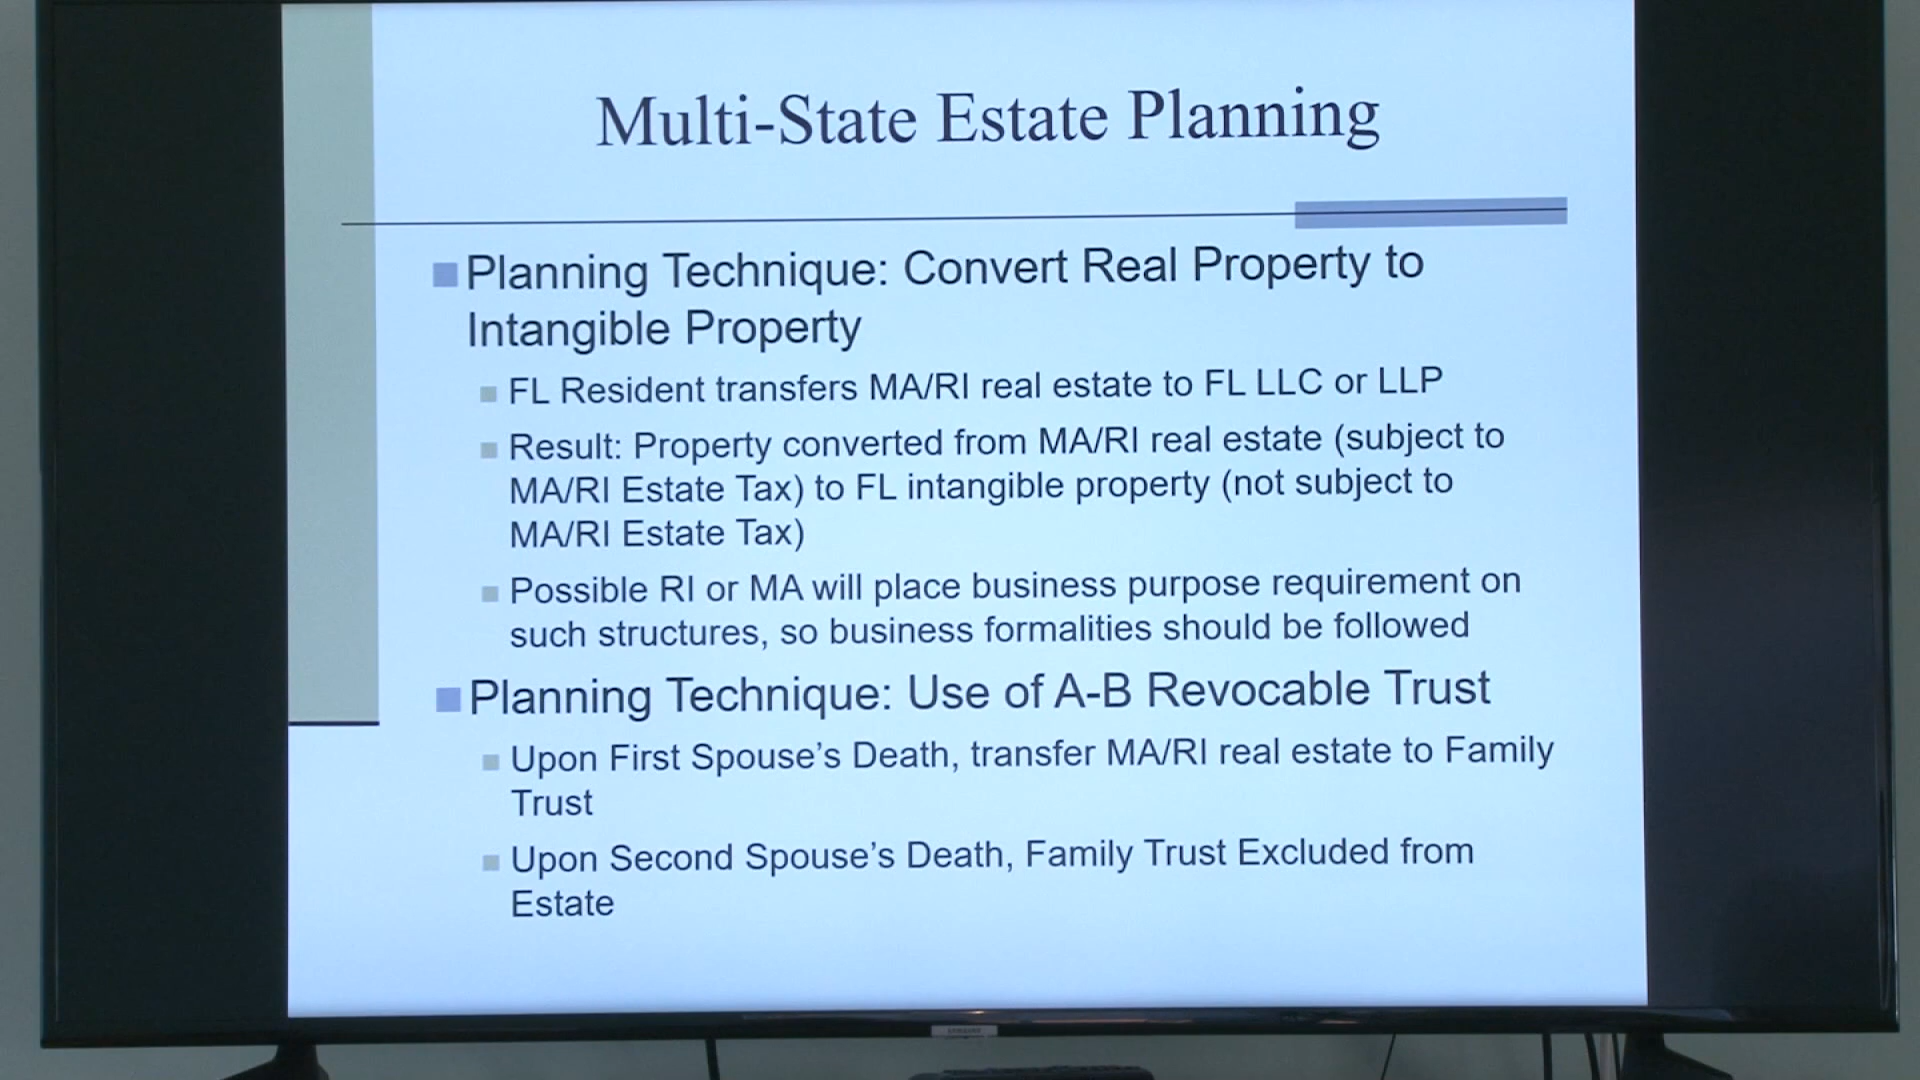 Multi-State Estate Planning
Planning Technique: Convert Real Property to
Intangible Property
FL Resident transfers MA/RI real estate to FL LLC or LLP
Result: Property converted from MA/RI real estate (subject to
MA/RI Estate Tax) to FL intangible property (not subject to
MA/RI Estate Tax)
Possible RI or MA will place business purpose requirement on
such structures, so business formalities should be followed
Planning Technique: Use of A-B Revocable Trust
Upon First Spouse’s Death, transfer MA/RI real estate to Family
Trust
Upon Second Spouse’s Death, Family Trust Excluded from
Estate